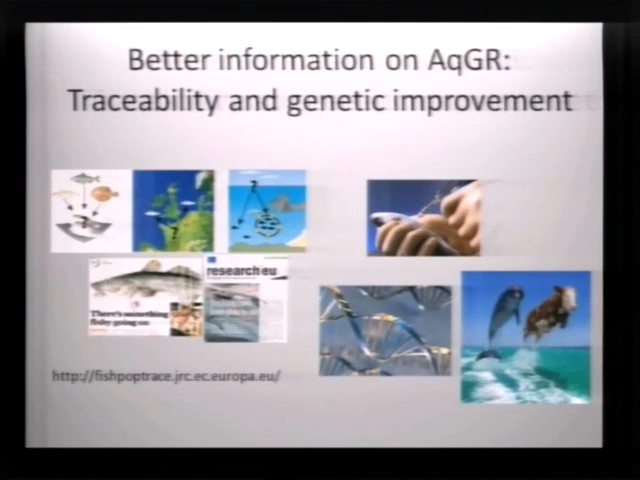 Better information on AqGR:
Traceability and genetic improvement
research eu
There's something
fishy going on
http://fishpoptrace.jrc.ec.europa.eu/